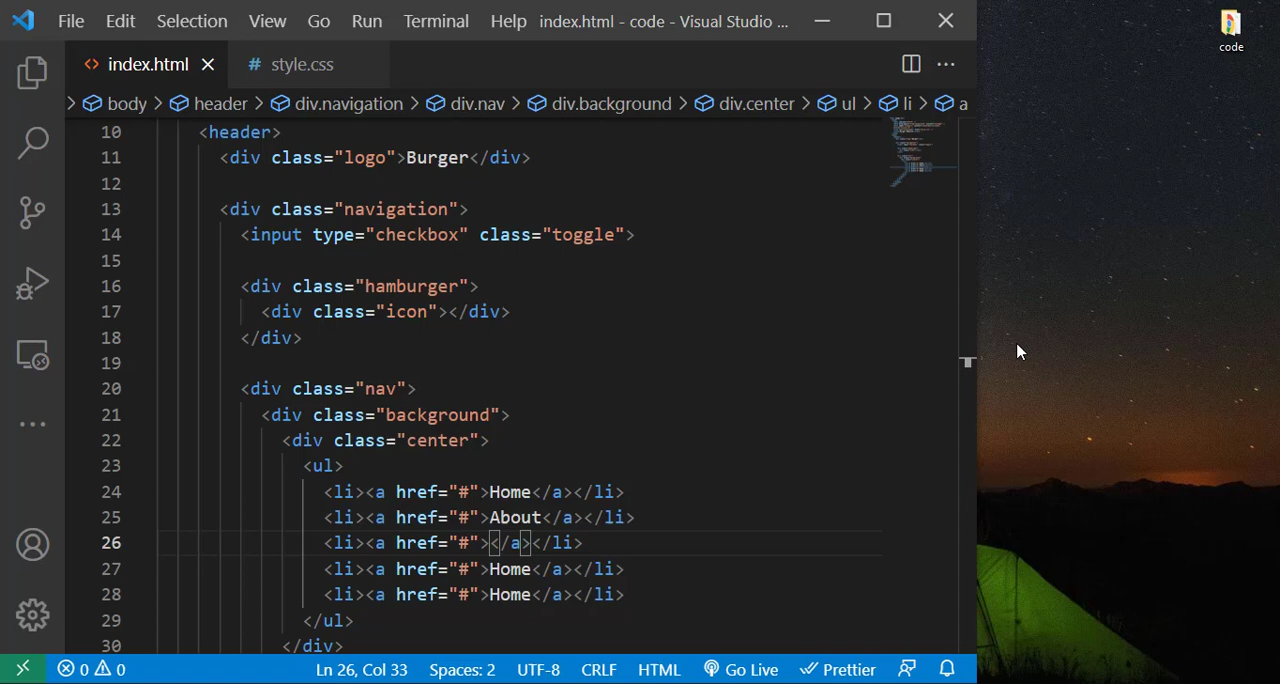 File Edit Selection View Go Run Terminal Help index.html - code - Visual Studio ...
code
<> index.html × # style.css
> body > header > div.navigation > div.nav > div.background > div.center > ul > li > a
10 <header>
11 <div class="logo">Burger</div>
12
13 <div class="navigation">
14 <input type="checkbox" class="toggle">
15
16 <div class="hamburger">
17 <div class="icon"></div>
18 </div>
19
20 <div class="nav">
21 <div class="background">
22 <div class="center">
23 <ul>
24 <li><a href="#">Home</a></li>
25 <li><a href="#">About</a></li>
26 <li><a href="#"></a></li>
27 <li><a href="#">Home</a></li>
28 <li><a href="#">Home</a></li>
29 </ul>
30 </div>
0 0 Ln 26, Col 33 Spaces: 2 UTF-8 CRLF HTML Go Live Prettier